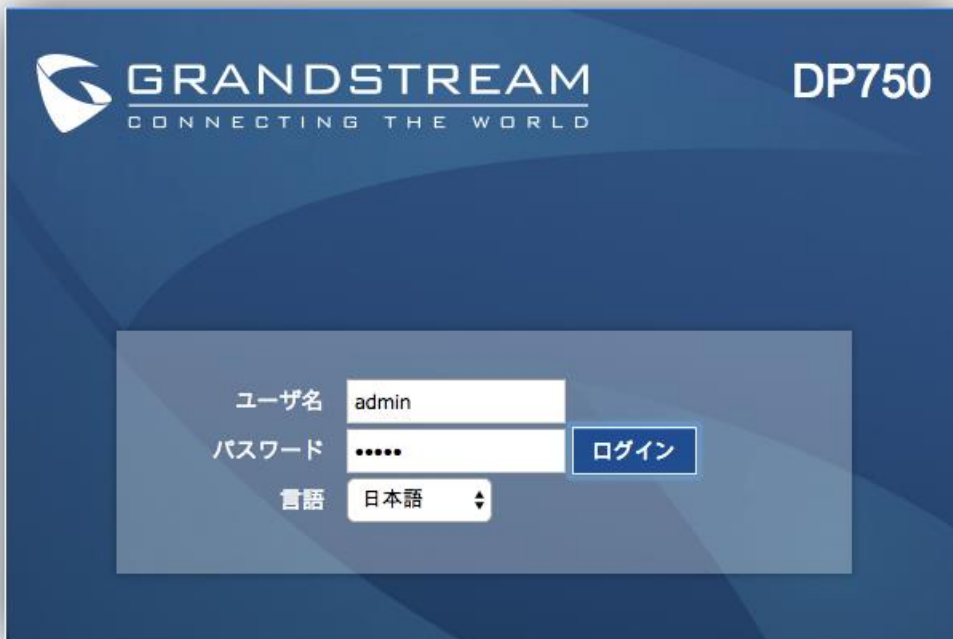 GRANDSTREAM
CONNECTING THE WORLD
DP750
ユーザ名 admin
パスワード ••••• ログイン
言語 日本語